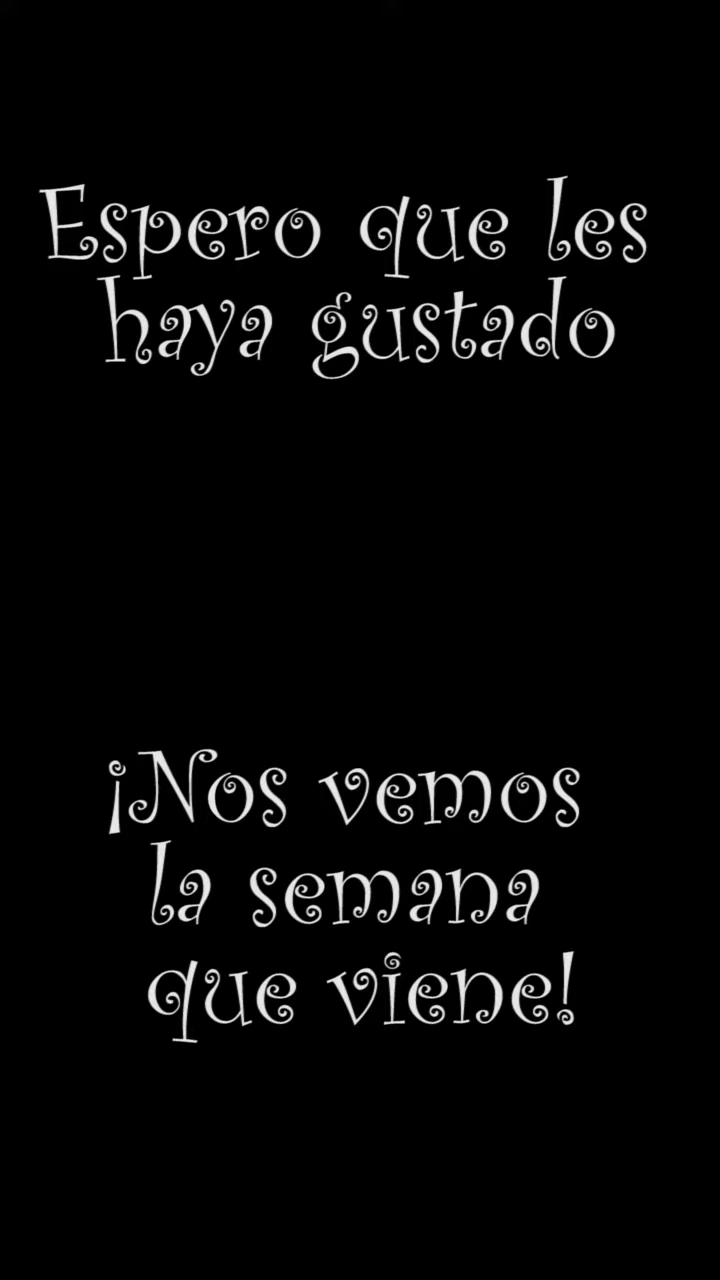 Espero que les
haya gustado
¡Nos vemos
la semana
que viene!